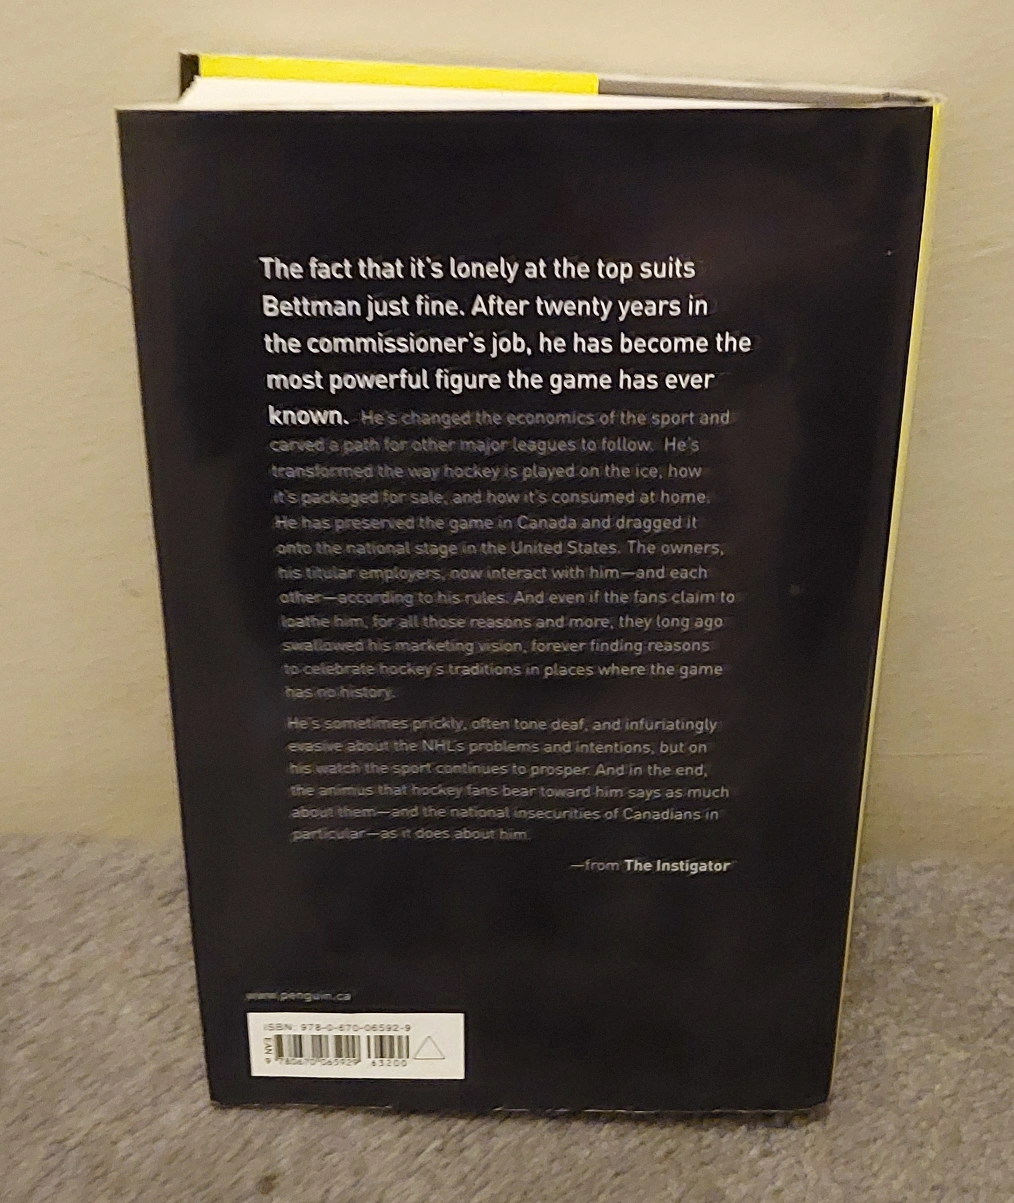 The fact that it's lonely at the top suits
Bettman just fine. After twenty years in
the commissioner's job, he has become the
most powerful figure the game has ever
known. He's changed the economics of the sport and
carved a path for other major leagues to follow. He's
transformed the way hockey is played on the ice, how
it's packaged for sale, and how it's consumed at home.
He has preserved the game in Canada and dragged it
onto the national stage in the United States. The owners,
his titular employers, now interact with him—and each
other—according to his rules. And even if the fans claim to
loathe him, for all those reasons and more, they long ago
swallowed his marketing vision, forever finding reasons
to celebrate hockey's traditions in places where the game
has no history.
He's sometimes prickly, often tone deaf, and infuriatingly
evasive about the NHL's problems and intentions, but on
his watch the sport continues to prosper. And in the end,
the animus that hockey fans bear toward him says as much
about them—and the national insecurities of Canadians in
particular—as it does about him.
—from The Instigator
www.penguin.ca
ISBN: 978-0-670-06592-9
EAN
9 780670 065929 63200